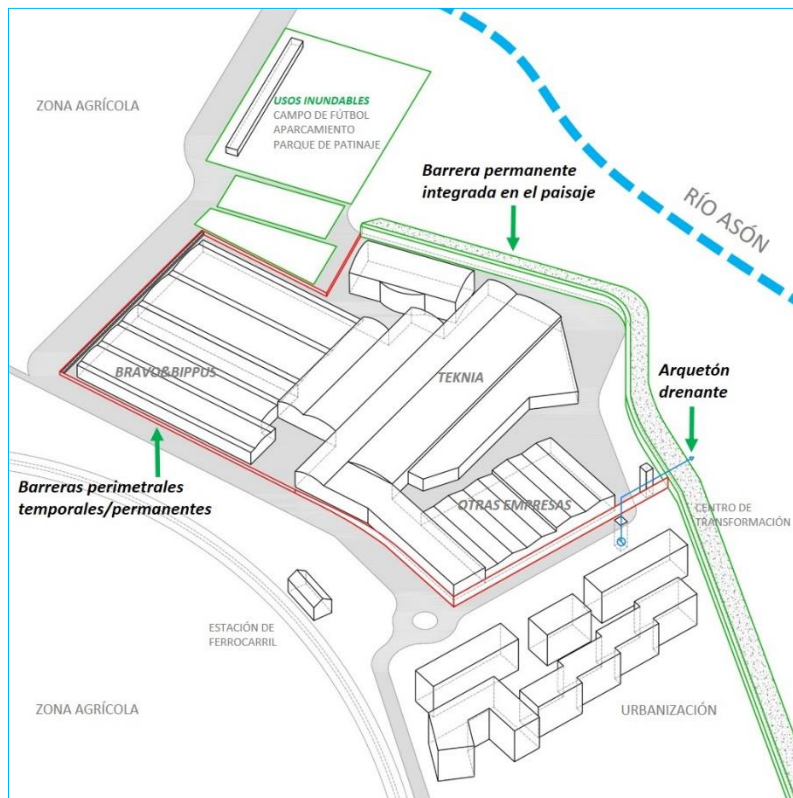 ZONA AGRÍCOLA
USOS INUNDABLES
CAMPO DE FÚTBOL
APARCAMIENTO
PARQUE DE PATINAJE
Barrera permanente
integrada en el paisaje
RÍO ASÓN
BRAVO&BIPPUS
TEKNIA
Arquetón
drenante
Barreras perimetrales
temporales/permanentes
OTRAS EMPRESAS
CENTRO DE
TRANSFORMACIÓN
ESTACIÓN DE
FERROCARRIL
ZONA AGRÍCOLA
URBANIZACIÓN